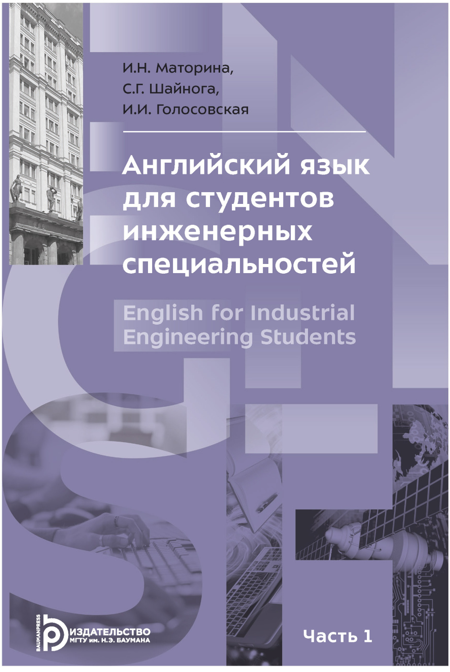 И.Н. Маторина,
С.Г. Шайнога,
И.И. Голосовская
Английский язык
для студентов
инженерных
специальностей
English for Industrial
Engineering Students
BAUMANPRESS
ИЗДАТЕЛЬСТВО
МГТУ им. Н.Э. БАУМАНА
Часть 1